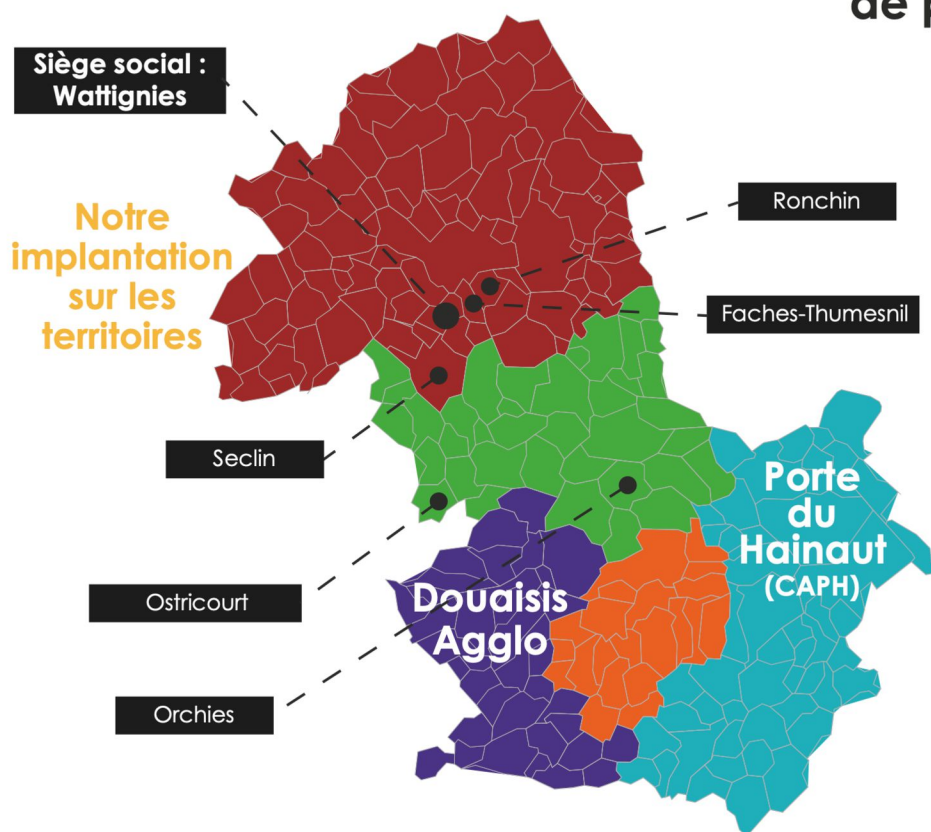 de p
Siège social :
Wattignies
Notre
implantation
sur les
territoires
Ronchin
Faches-Thumesnil
Seclin
Porte
du
Hainaut
(CAPH)
Ostricourt
Douaisis
Agglo
Orchies